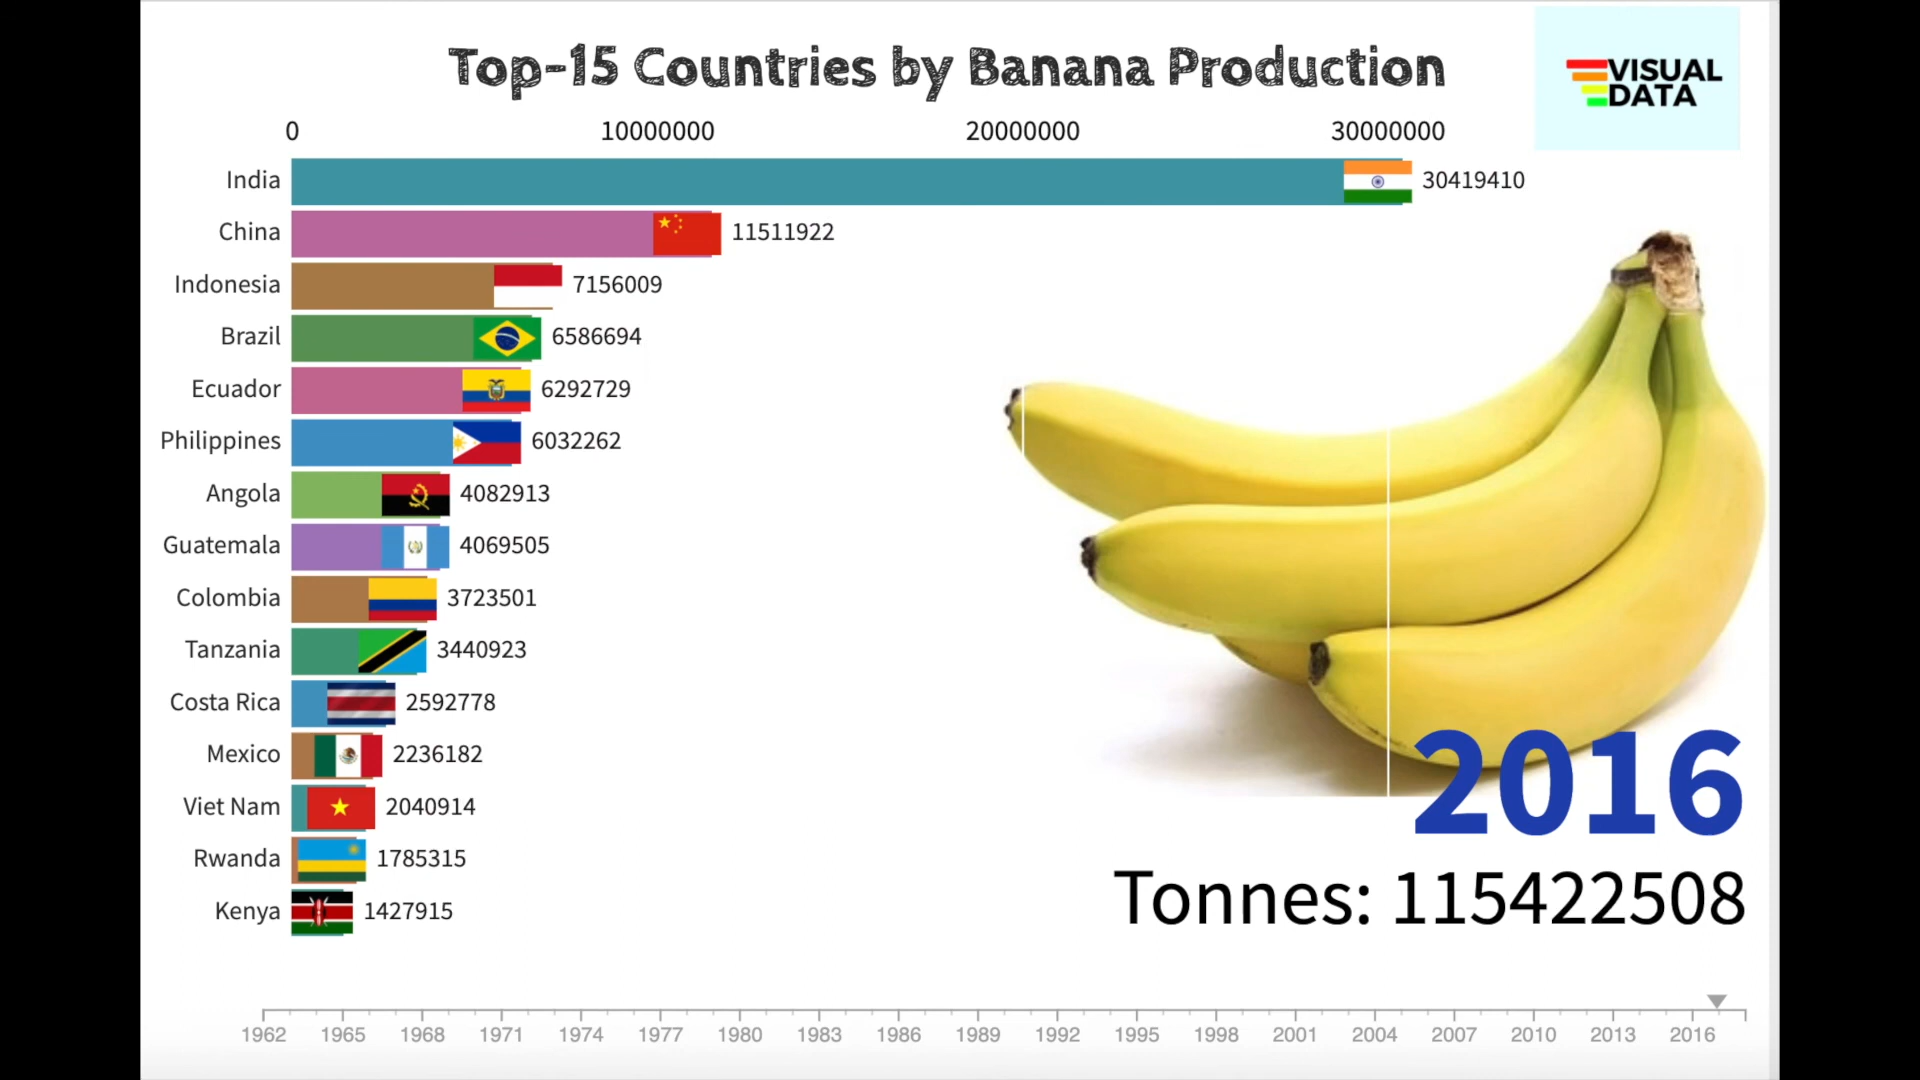 Top-15 Countries by Banana Production
VISUAL
DATA
0 10000000 20000000 30000000
India 30419410
China 11511922
Indonesia 7156009
Brazil 6586694
Ecuador 6292729
Philippines 6032262
Angola 4082913
Guatemala 4069505
Colombia 3723501
Tanzania 3440923
Costa Rica 2592778
Mexico 2236182
Viet Nam 2040914
Rwanda 1785315
Kenya 1427915
2016
Tonnes: 115422508
1962 1965 1968 1971 1974 1977 1980 1983 1986 1989 1992 1995 1998 2001 2004 2007 2010 2013 2016